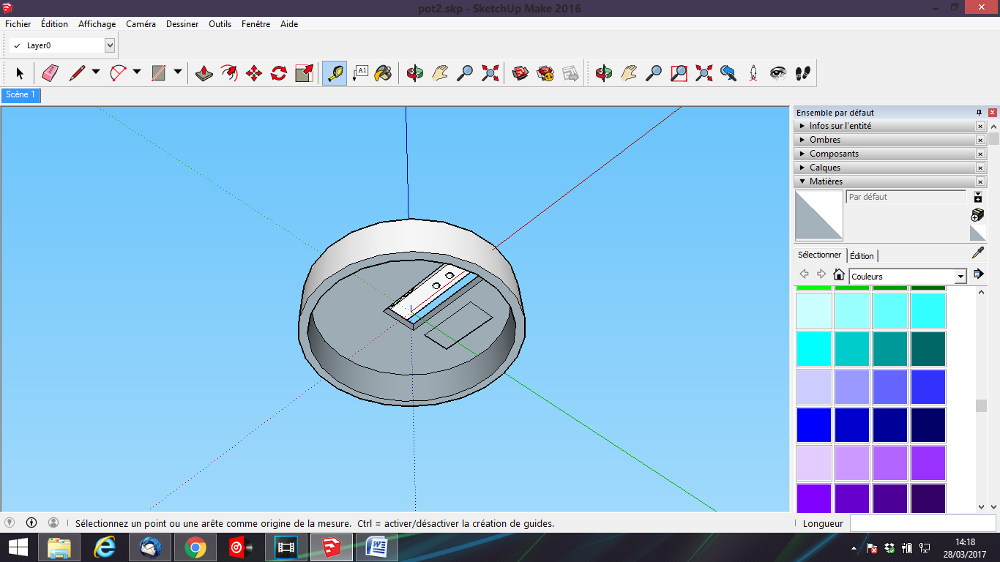 pot2.skp - SketchUp Make 2016
Fichier Édition Affichage Caméra Dessiner Outils Fenêtre Aide
Layer0
A1
Scène 1
Ensemble par défaut
Infos sur l'entité
Ombres
Composants
Calques
Matières
Par défaut
Sélectionner Édition
Couleurs
Sélectionnez un point ou une arête comme origine de la mesure. Ctrl = activer/désactiver la création de guides.
Longueur
14:18
28/03/2017